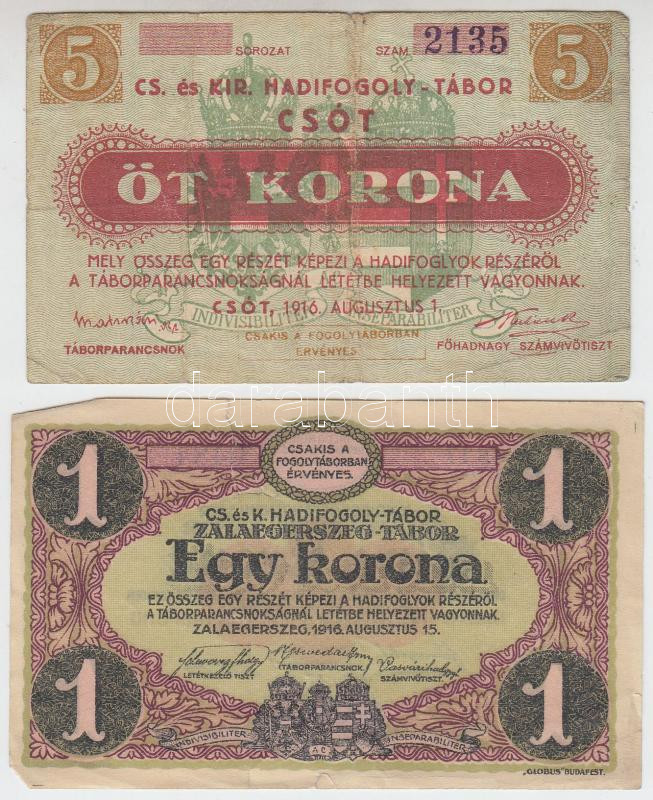 5 SOROZAT SZÁM 2135 5
CS. és KIR. HADIFOGOLY-TÁBOR
CSÓT
ÖT KORONA
MELY ÖSSZEG EGY RÉSZÉT KÉPEZI A HADIFOGLYOK RÉSZÉRŐL
A TÁBORPARANCSNOKSÁGNÁL LETÉTBE HELYEZETT VAGYONNAK.
CSÓT, 1916. AUGUSZTUS 1.
INDIVISIBILITER INSEPARABILITER
CSAKIS A FOGOLYTÁBORBAN
ÉRVÉNYES
TÁBORPARANCSNOK
FŐHADNAGY SZÁMVIVŐTISZT
darabanth
1 1
CSAKIS A
FOGOLYTÁBORBAN
ÉRVÉNYES.
CS. és K. HADIFOGOLY-TÁBOR
ZALAEGERSZEG-TÁBOR
Egy korona
EZ ÖSSZEG EGY RÉSZÉT KÉPEZI A HADIFOGLYOK RÉSZÉRŐL
A TÁBORPARANCSNOKSÁGNÁL LETÉTBE HELYEZETT VAGYONNAK.
ZALAEGERSZEG, 1916. AUGUSZTUS 15.
LETÉTKEZELŐ TISZT
(TÁBORPARANCSNOK)
SZÁMVIVŐTISZT.
1 1
INDIVISIBILITER INSEPARABILITER
A C
„GLOBUS" BUDAPEST.